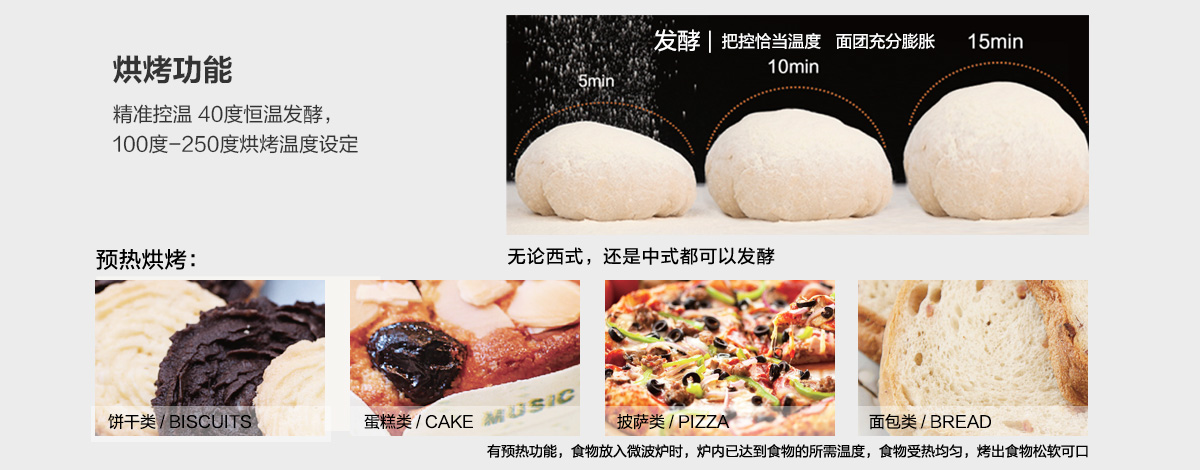 烘烤功能
精准控温 40度恒温发酵，
100度-250度烘烤温度设定
发酵 | 把控恰当温度 面团充分膨胀
5min
10min
15min
无论西式，还是中式都可以发酵
预热烘烤：
饼干类 / BISCUITS
蛋糕类 / CAKE
MUSIC
披萨类 / PIZZA
面包类 / BREAD
有预热功能，食物放入微波炉时，炉内已达到食物的所需温度，食物受热均匀，烤出食物松软可口